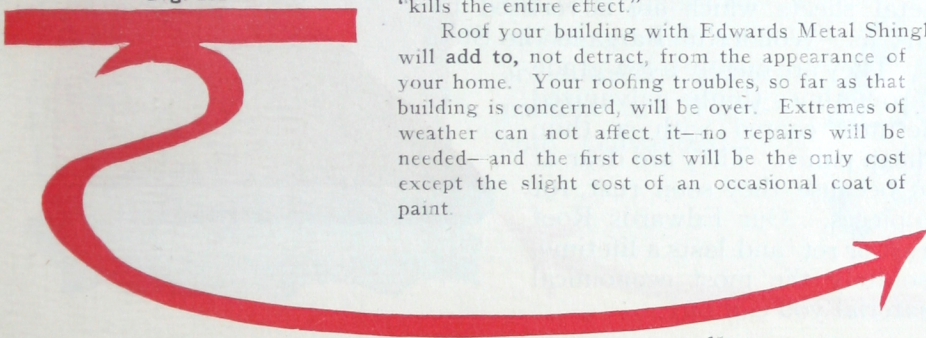 "kills the entire effect."
Roof your building with Edwards Metal Shingl
will add to, not detract, from the appearance of
your home. Your roofing troubles, so far as that
building is concerned, will be over. Extremes of
weather can not affect it—no repairs will be
needed—and the first cost will be the only cost
except the slight cost of an occasional coat of
paint.